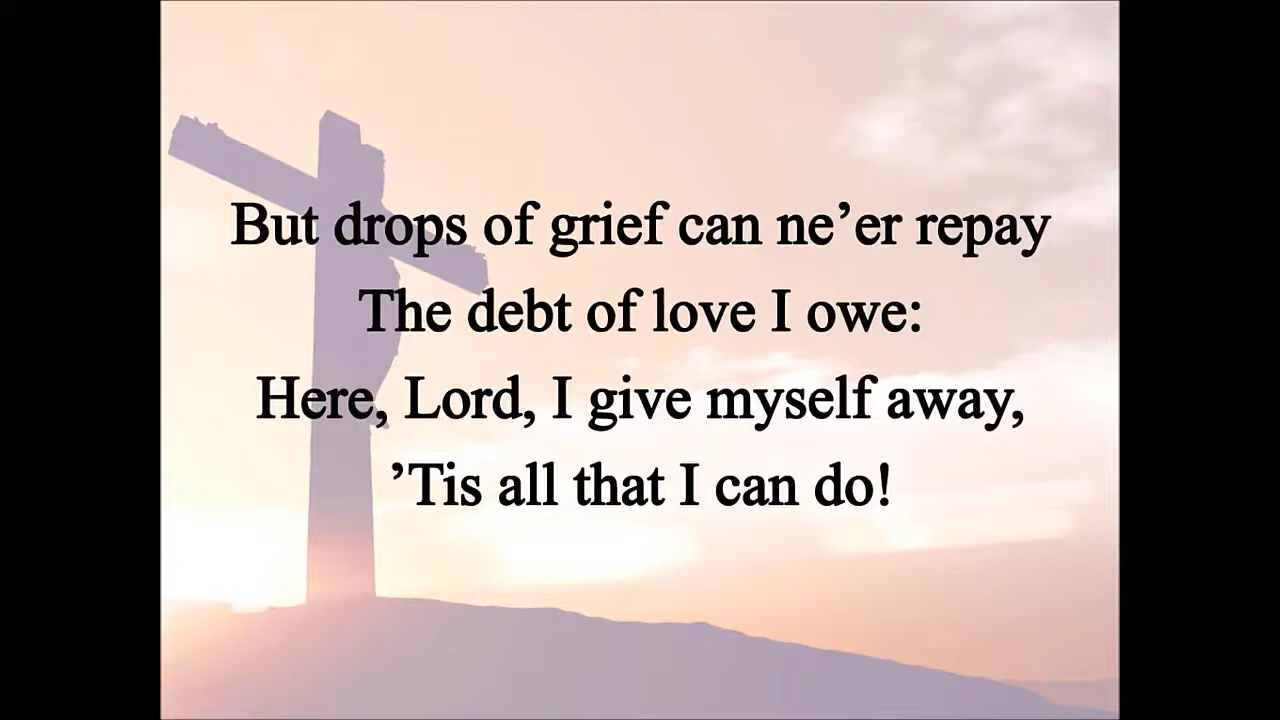 But drops of grief can ne’er repay
The debt of love I owe:
Here, Lord, I give myself away,
’Tis all that I can do!